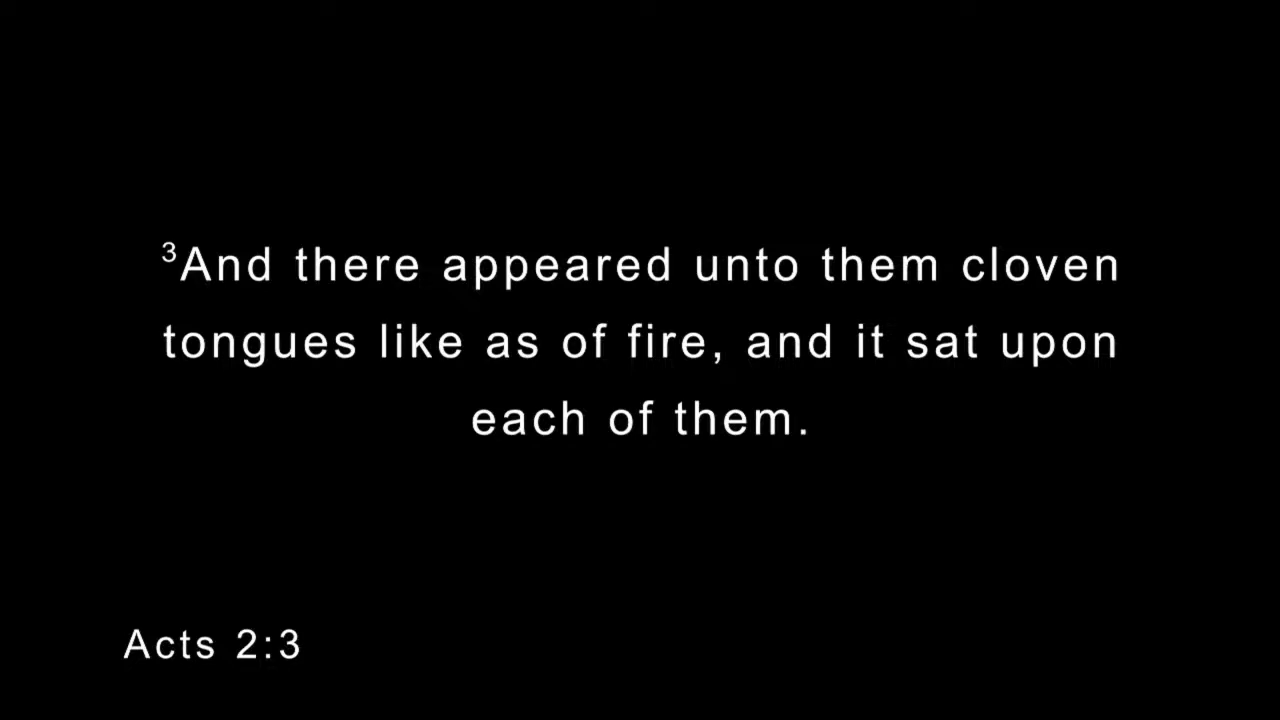 ³And there appeared unto them cloven
tongues like as of fire, and it sat upon
each of them.
Acts 2:3